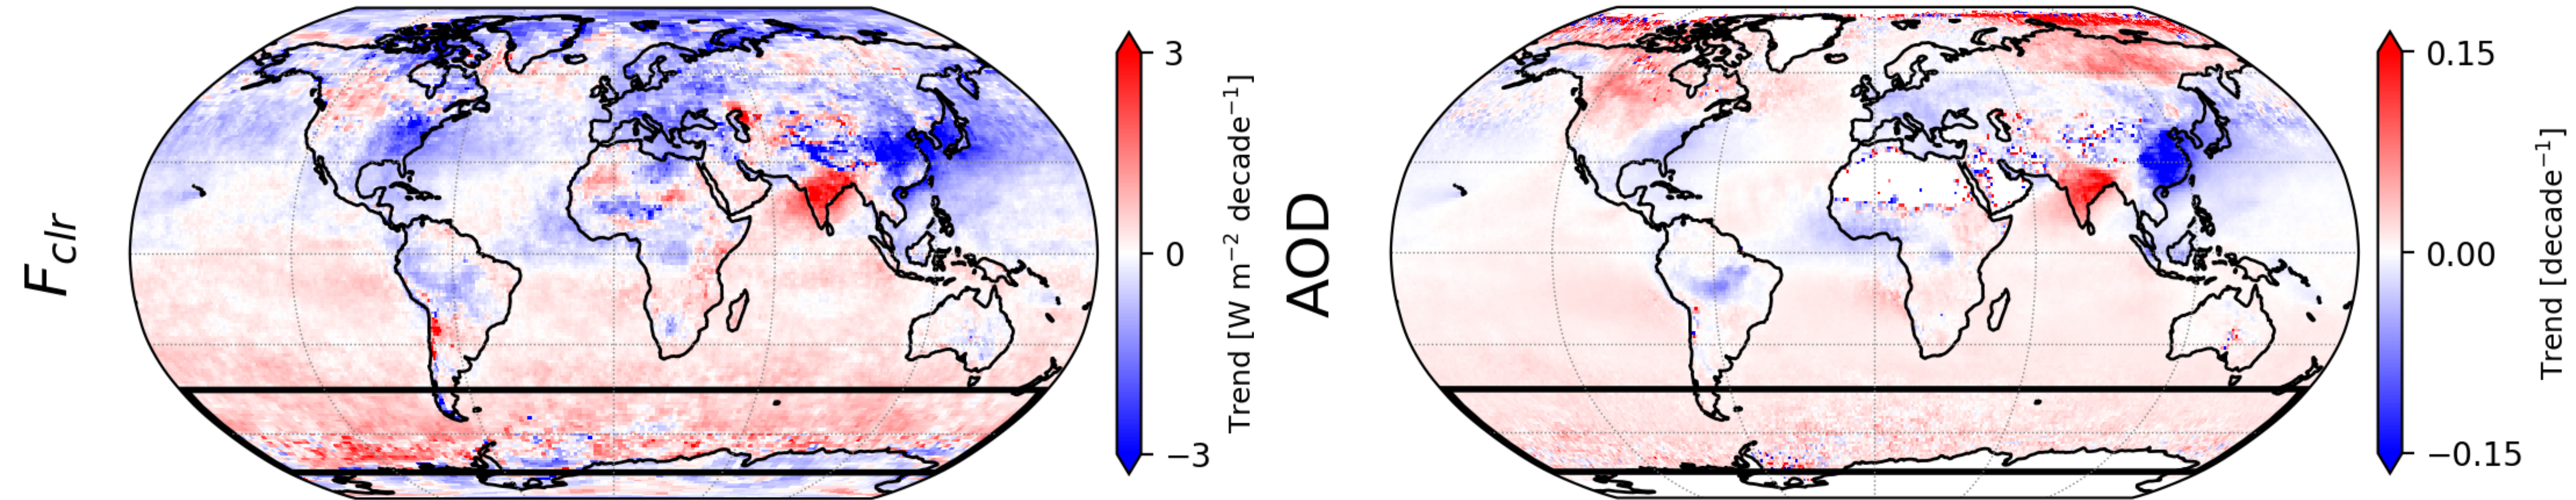 F_clr
3
0
−3
Trend [W m⁻² decade⁻¹]
AOD
0.15
0.00
−0.15
Trend [decade⁻¹]